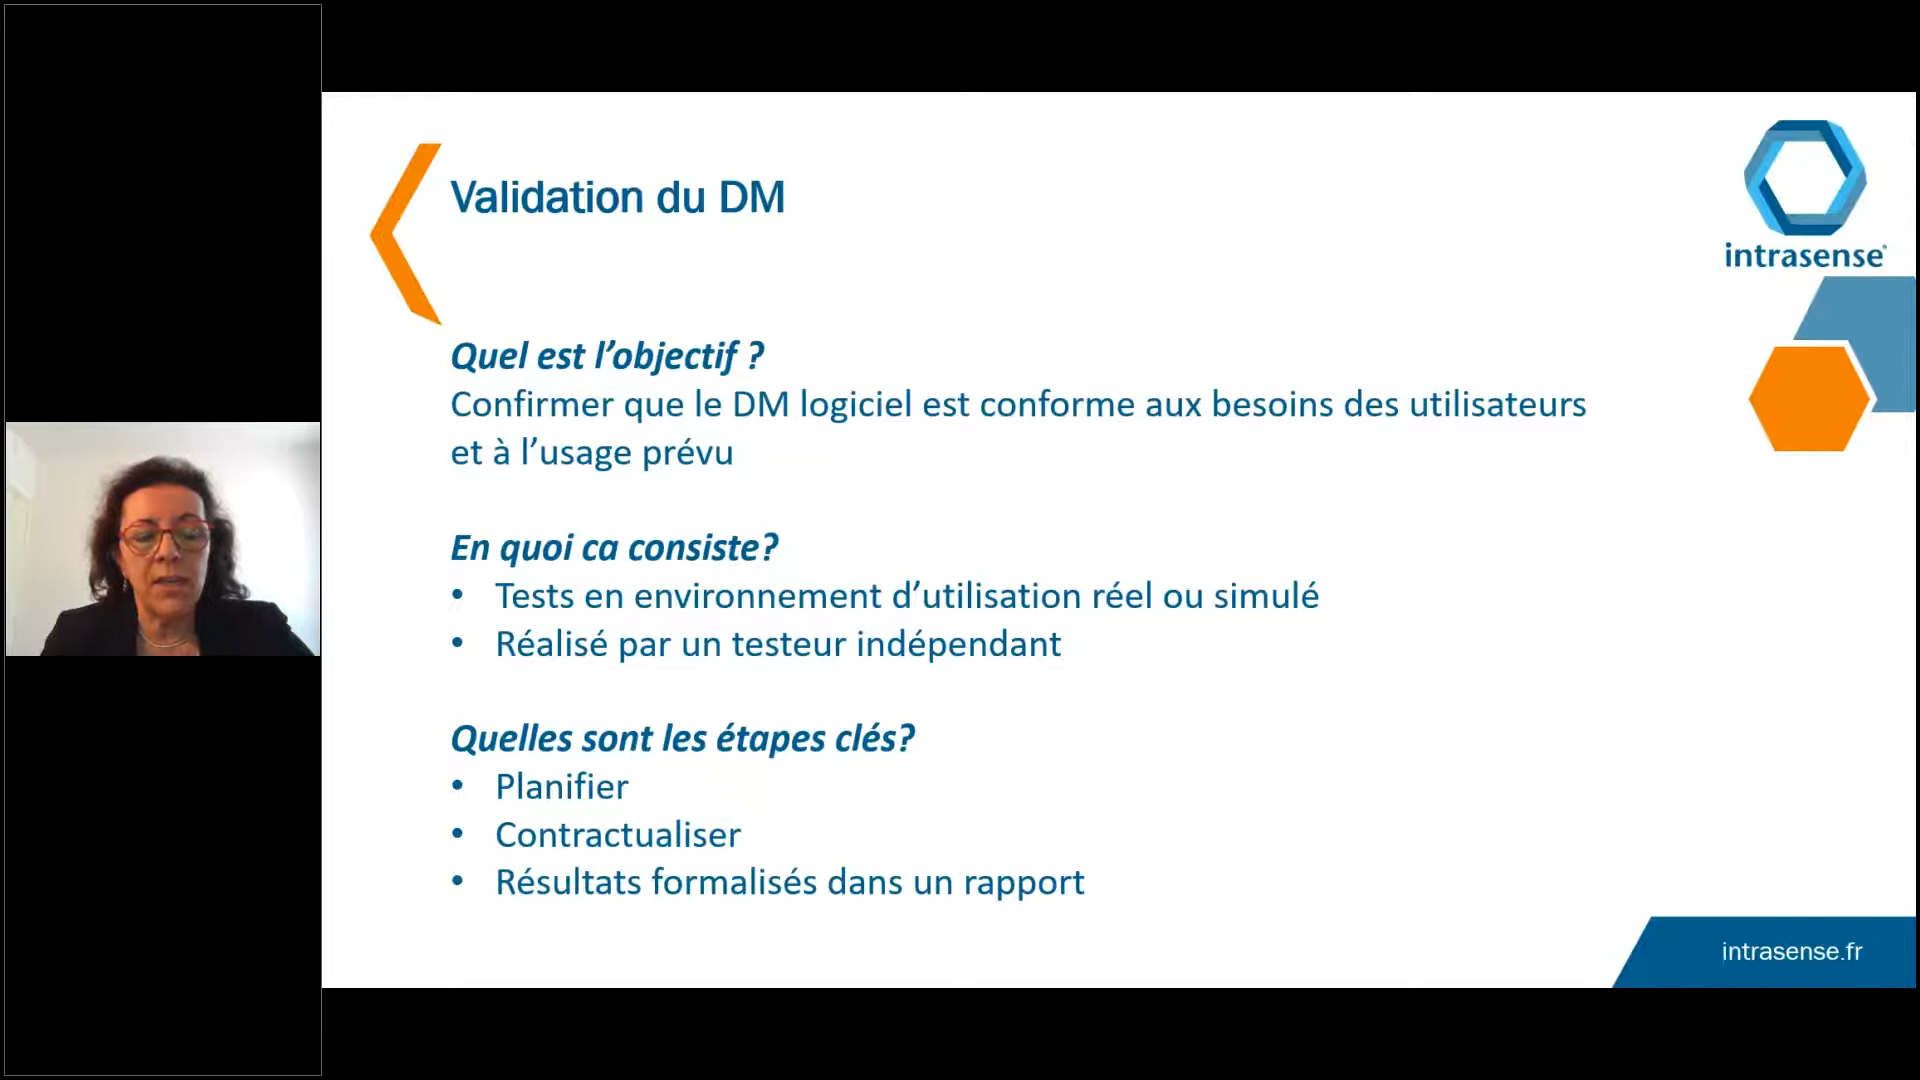 Validation du DM
intrasense®
Quel est l’objectif ?
Confirmer que le DM logiciel est conforme aux besoins des utilisateurs
et à l’usage prévu
En quoi ca consiste?
• Tests en environnement d’utilisation réel ou simulé
• Réalisé par un testeur indépendant
Quelles sont les étapes clés?
• Planifier
• Contractualiser
• Résultats formalisés dans un rapport
intrasense.fr